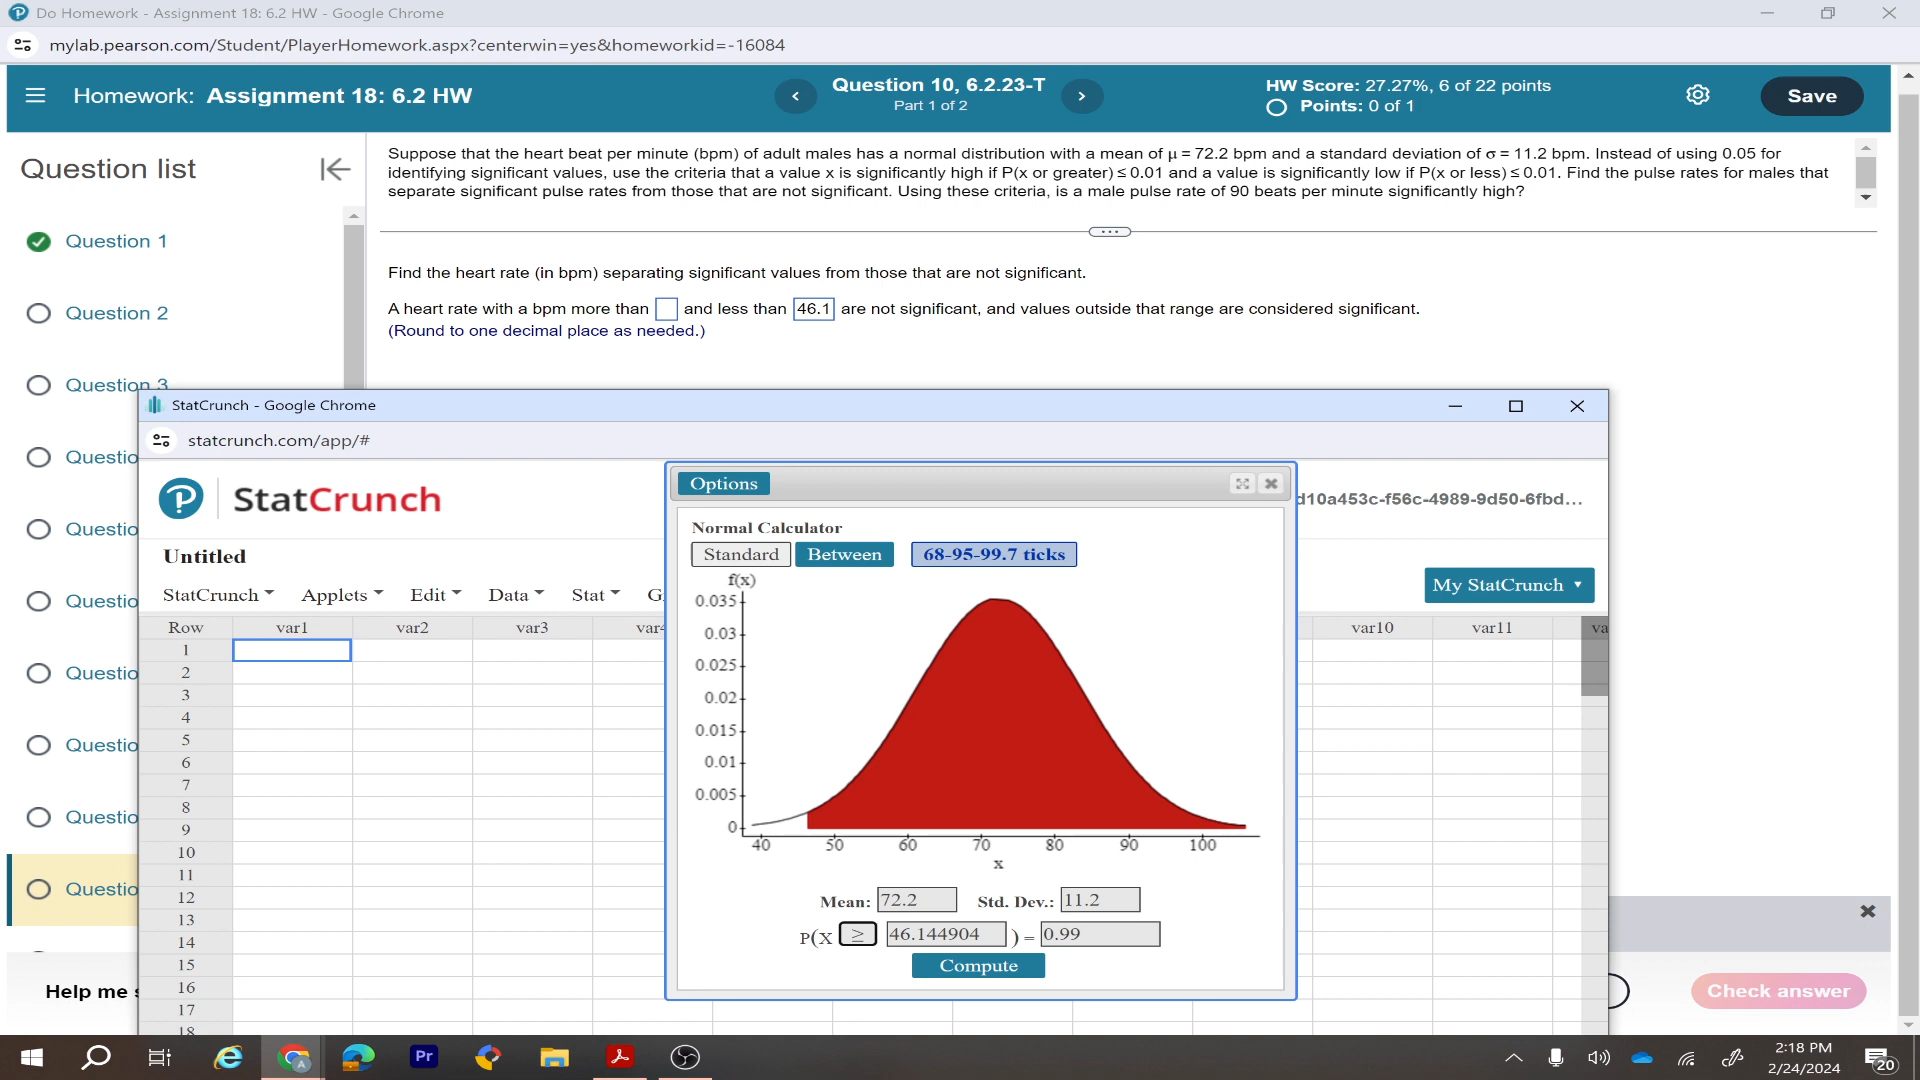 Do Homework - Assignment 18: 6.2 HW - Google Chrome
mylab.pearson.com/Student/PlayerHomework.aspx?centerwin=yes&homeworkid=-16084
Homework: Assignment 18: 6.2 HW
Question 10, 6.2.23-T
Part 1 of 2
HW Score: 27.27%, 6 of 22 points
Points: 0 of 1
Save
Question list
Question 1
Question 2
Question 3
Questio
Questio
Questio
Questio
Questio
Questio
Questio
Help me s
Suppose that the heart beat per minute (bpm) of adult males has a normal distribution with a mean of μ = 72.2 bpm and a standard deviation of σ = 11.2 bpm. Instead of using 0.05 for
identifying significant values, use the criteria that a value x is significantly high if P(x or greater) ≤ 0.01 and a value is significantly low if P(x or less) ≤ 0.01. Find the pulse rates for males that
separate significant pulse rates from those that are not significant. Using these criteria, is a male pulse rate of 90 beats per minute significantly high?
Find the heart rate (in bpm) separating significant values from those that are not significant.
A heart rate with a bpm more than and less than 46.1 are not significant, and values outside that range are considered significant.
(Round to one decimal place as needed.)
StatCrunch - Google Chrome
statcrunch.com/app/#
StatCrunch
d10a453c-f56c-4989-9d50-6fbd...
Untitled
StatCrunch Applets Edit Data Stat G
My StatCrunch
Row var1 var2 var3 var4 var10 var11 va
1
2
3
4
5
6
7
8
9
10
11
12
13
14
15
16
17
18
Options
Normal Calculator
Standard Between 68-95-99.7 ticks
f(x)
0.035
0.03
0.025
0.02
0.015
0.01
0.005
0
40 50 60 70 80 90 100
x
Mean: 72.2 Std. Dev.: 11.2
P(X ≥ 46.144904 ) = 0.99
Compute
Check answer
Pr
A
2:18 PM
2/24/2024
20